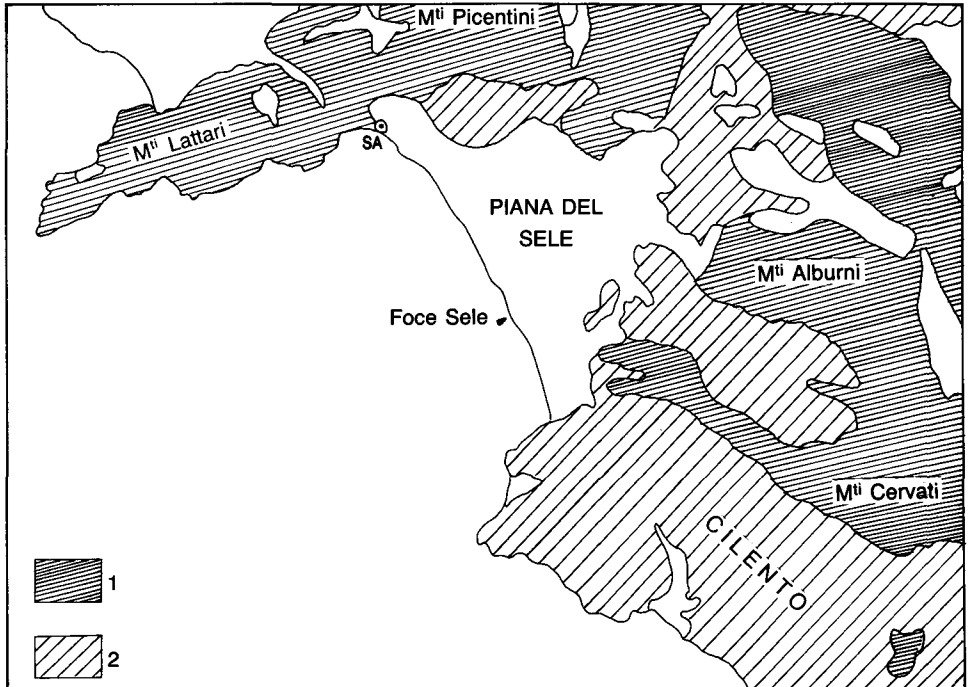 Mti Picentini
Mti Lattari
SA
PIANA DEL
SELE
Mti Alburni
Foce Sele
Mti Cervati
CILENTO
1
2